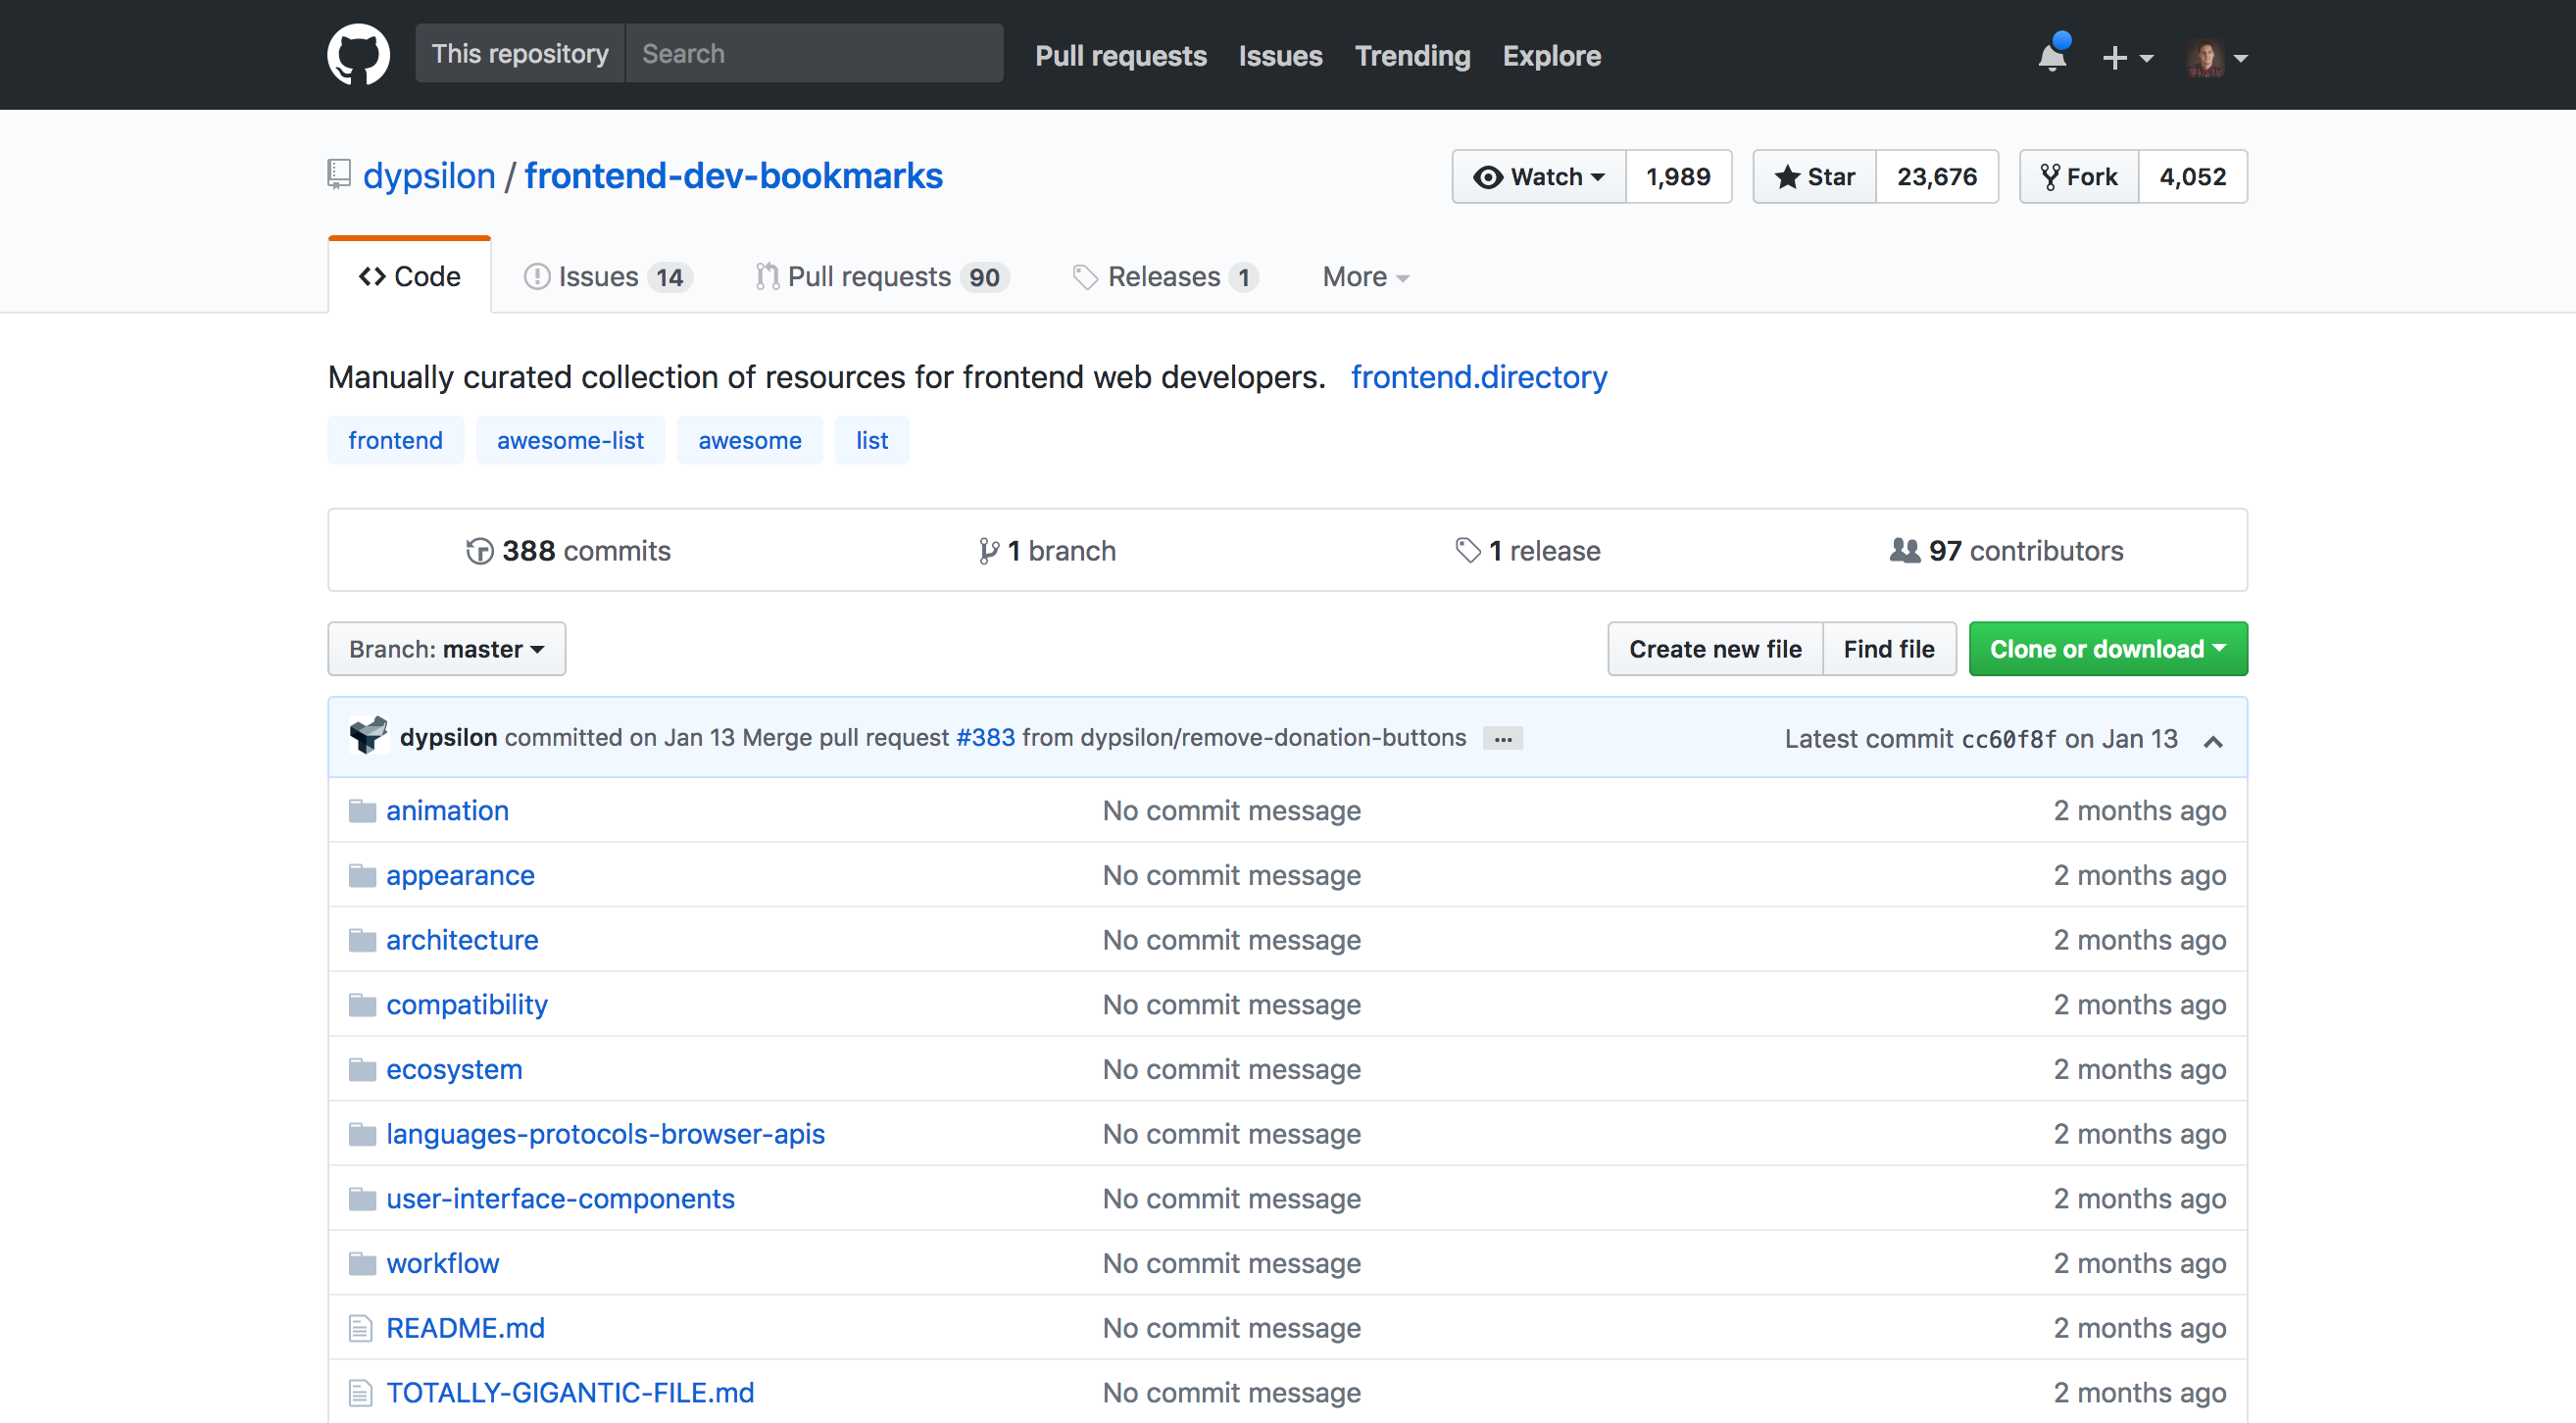 This repository Search Pull requests Issues Trending Explore
dypsilon / frontend-dev-bookmarks Watch 1,989 Star 23,676 Fork 4,052
Code Issues 14 Pull requests 90 Releases 1 More
Manually curated collection of resources for frontend web developers. frontend.directory
frontend awesome-list awesome list
388 commits 1 branch 1 release 97 contributors
Branch: master Create new file Find file Clone or download
dypsilon committed on Jan 13 Merge pull request #383 from dypsilon/remove-donation-buttons ... Latest commit cc60f8f on Jan 13
animation No commit message 2 months ago
appearance No commit message 2 months ago
architecture No commit message 2 months ago
compatibility No commit message 2 months ago
ecosystem No commit message 2 months ago
languages-protocols-browser-apis No commit message 2 months ago
user-interface-components No commit message 2 months ago
workflow No commit message 2 months ago
README.md No commit message 2 months ago
TOTALLY-GIGANTIC-FILE.md No commit message 2 months ago